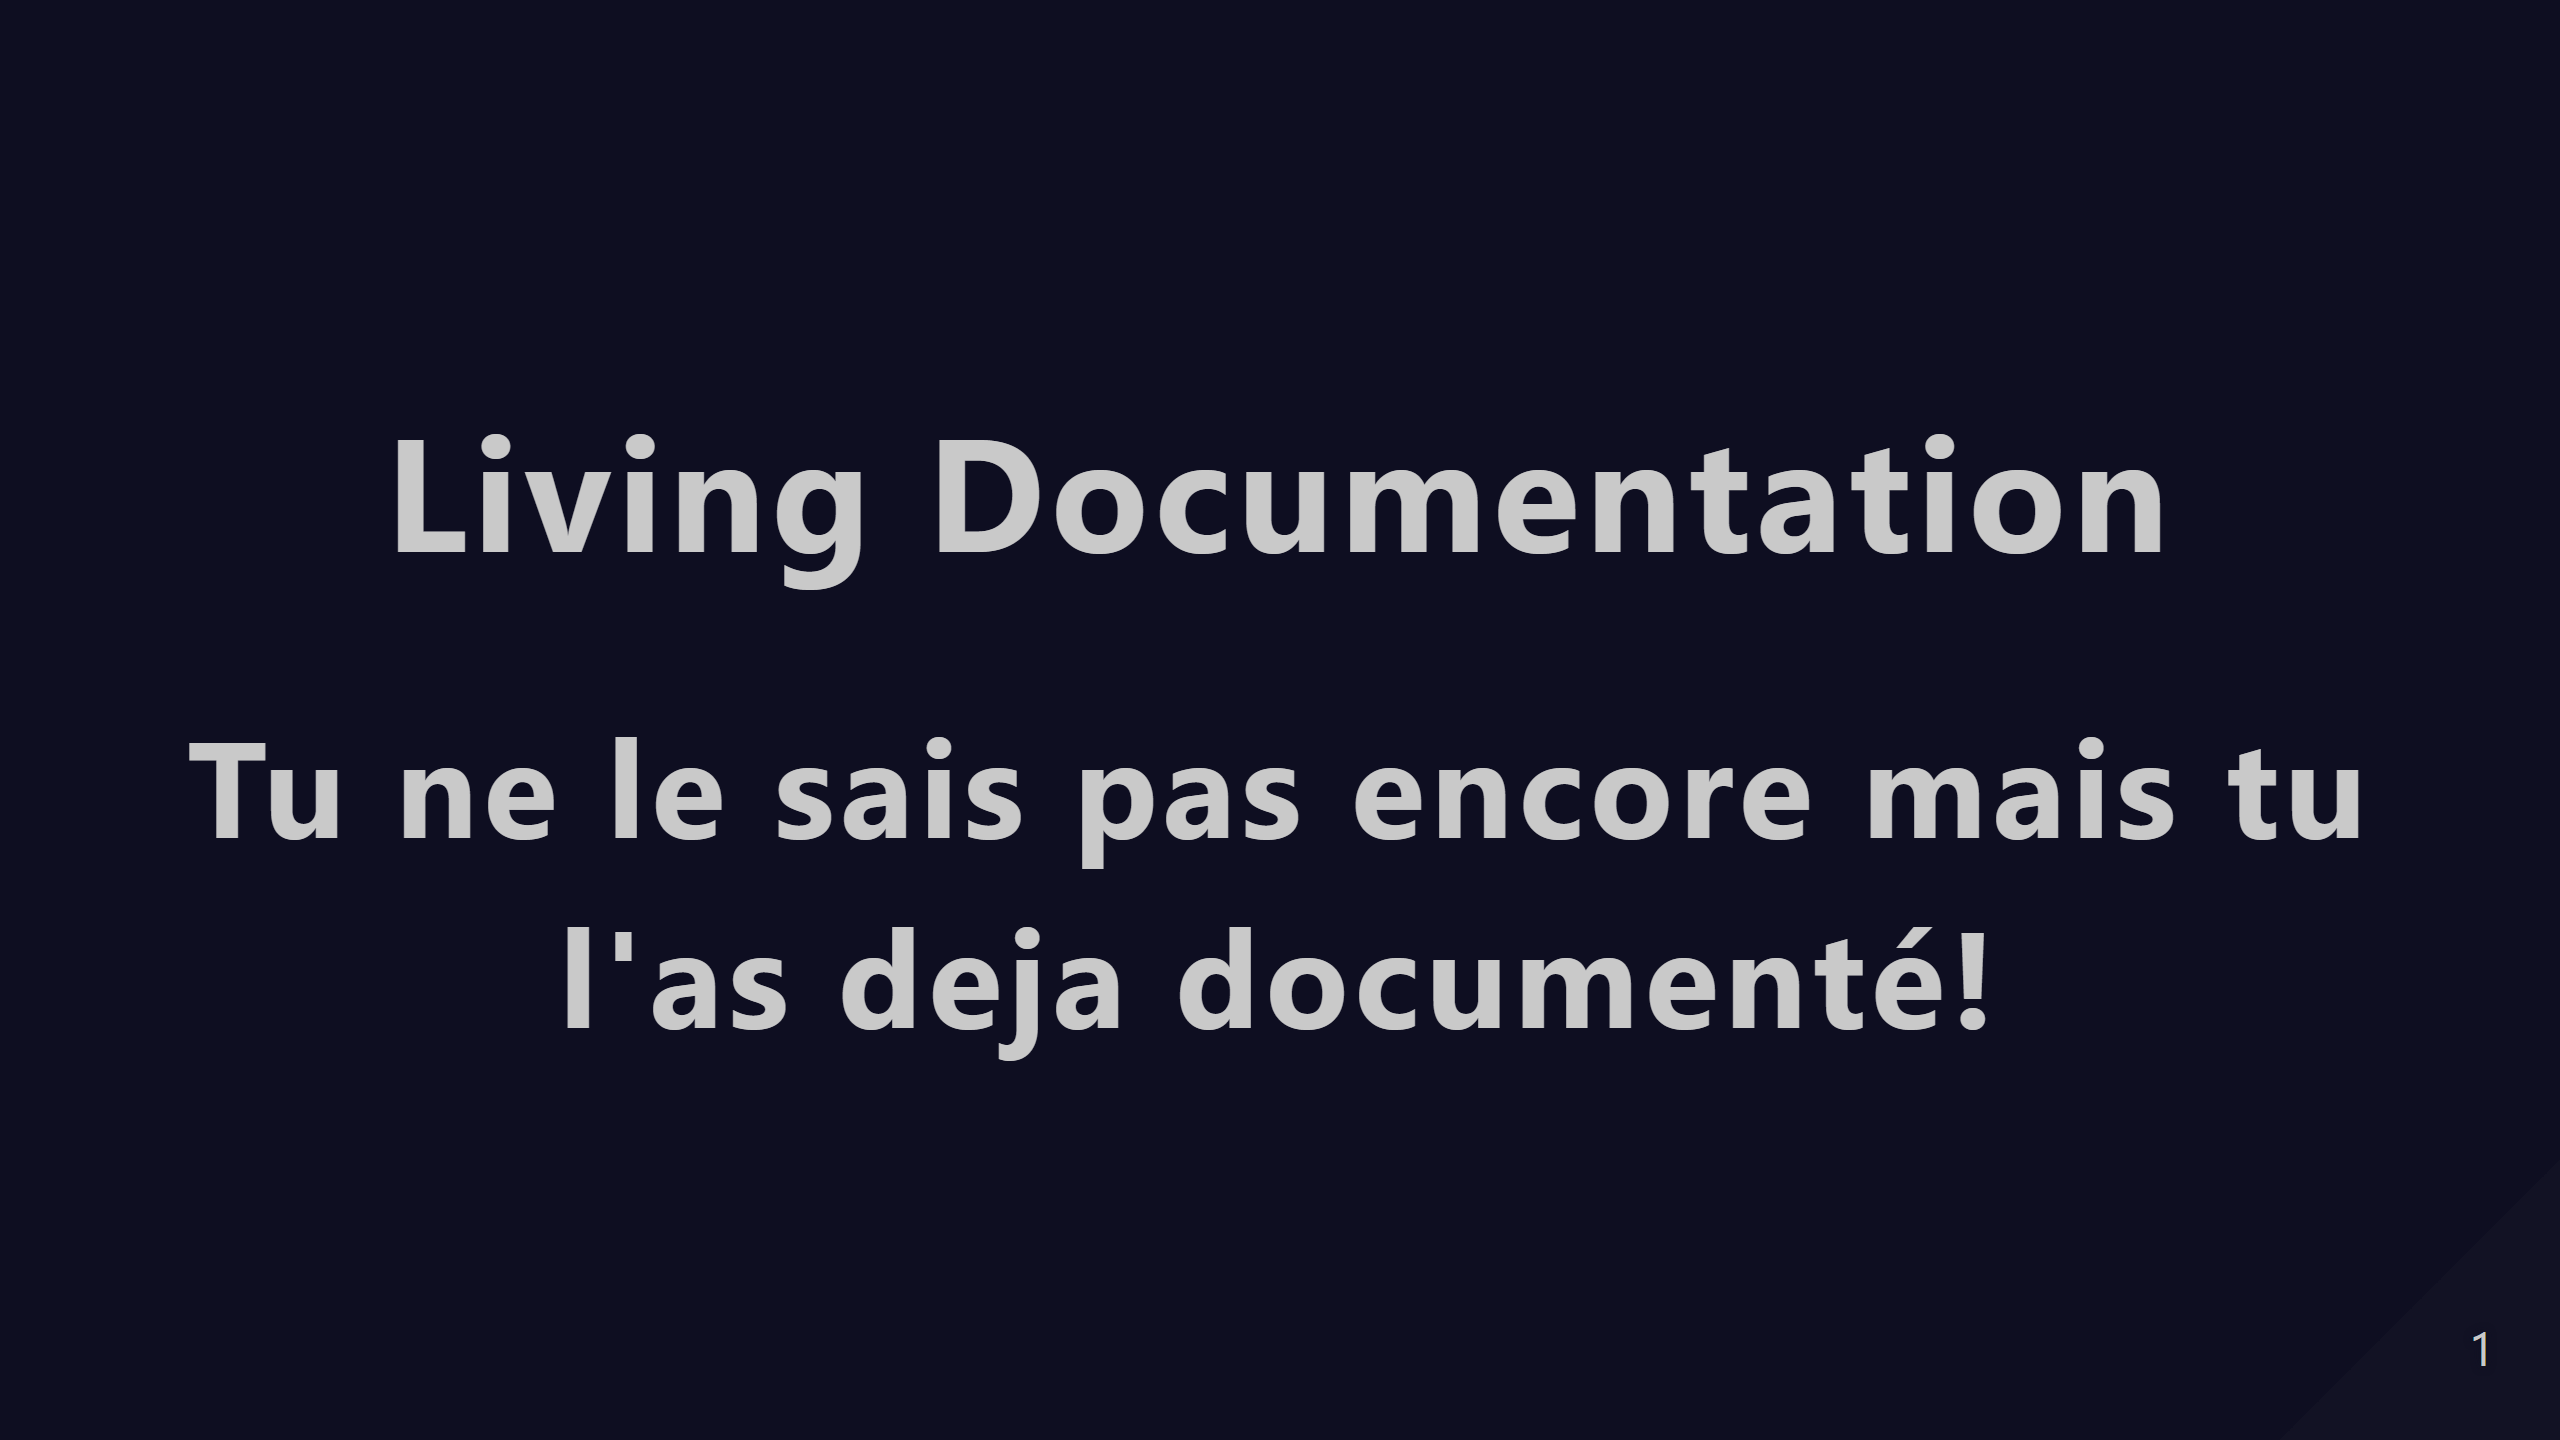 Living Documentation
Tu ne le sais pas encore mais tu
l'as deja documenté!
1